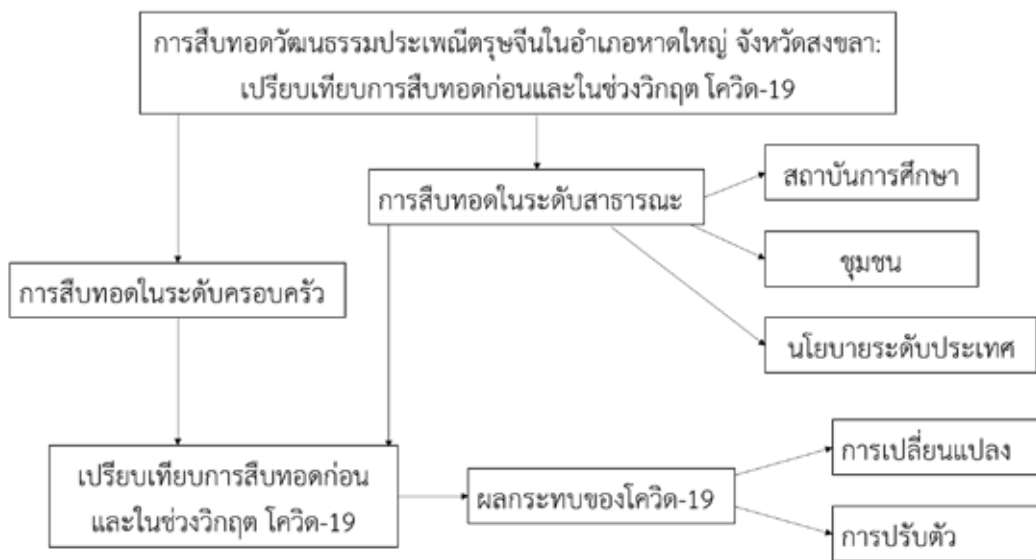 การสืบทอดวัฒนธรรมประเพณีตรุษจีนในอำเภอหาดใหญ่ จังหวัดสงขลา:
เปรียบเทียบการสืบทอดก่อนและในช่วงวิกฤต โควิด-19
การสืบทอดในระดับสาธารณะ
สถาบันการศึกษา
ชุมชน
นโยบายระดับประเทศ
การสืบทอดในระดับครอบครัว
เปรียบเทียบการสืบทอดก่อน
และในช่วงวิกฤต โควิด-19
ผลกระทบของโควิด-19
การเปลี่ยนแปลง
การปรับตัว